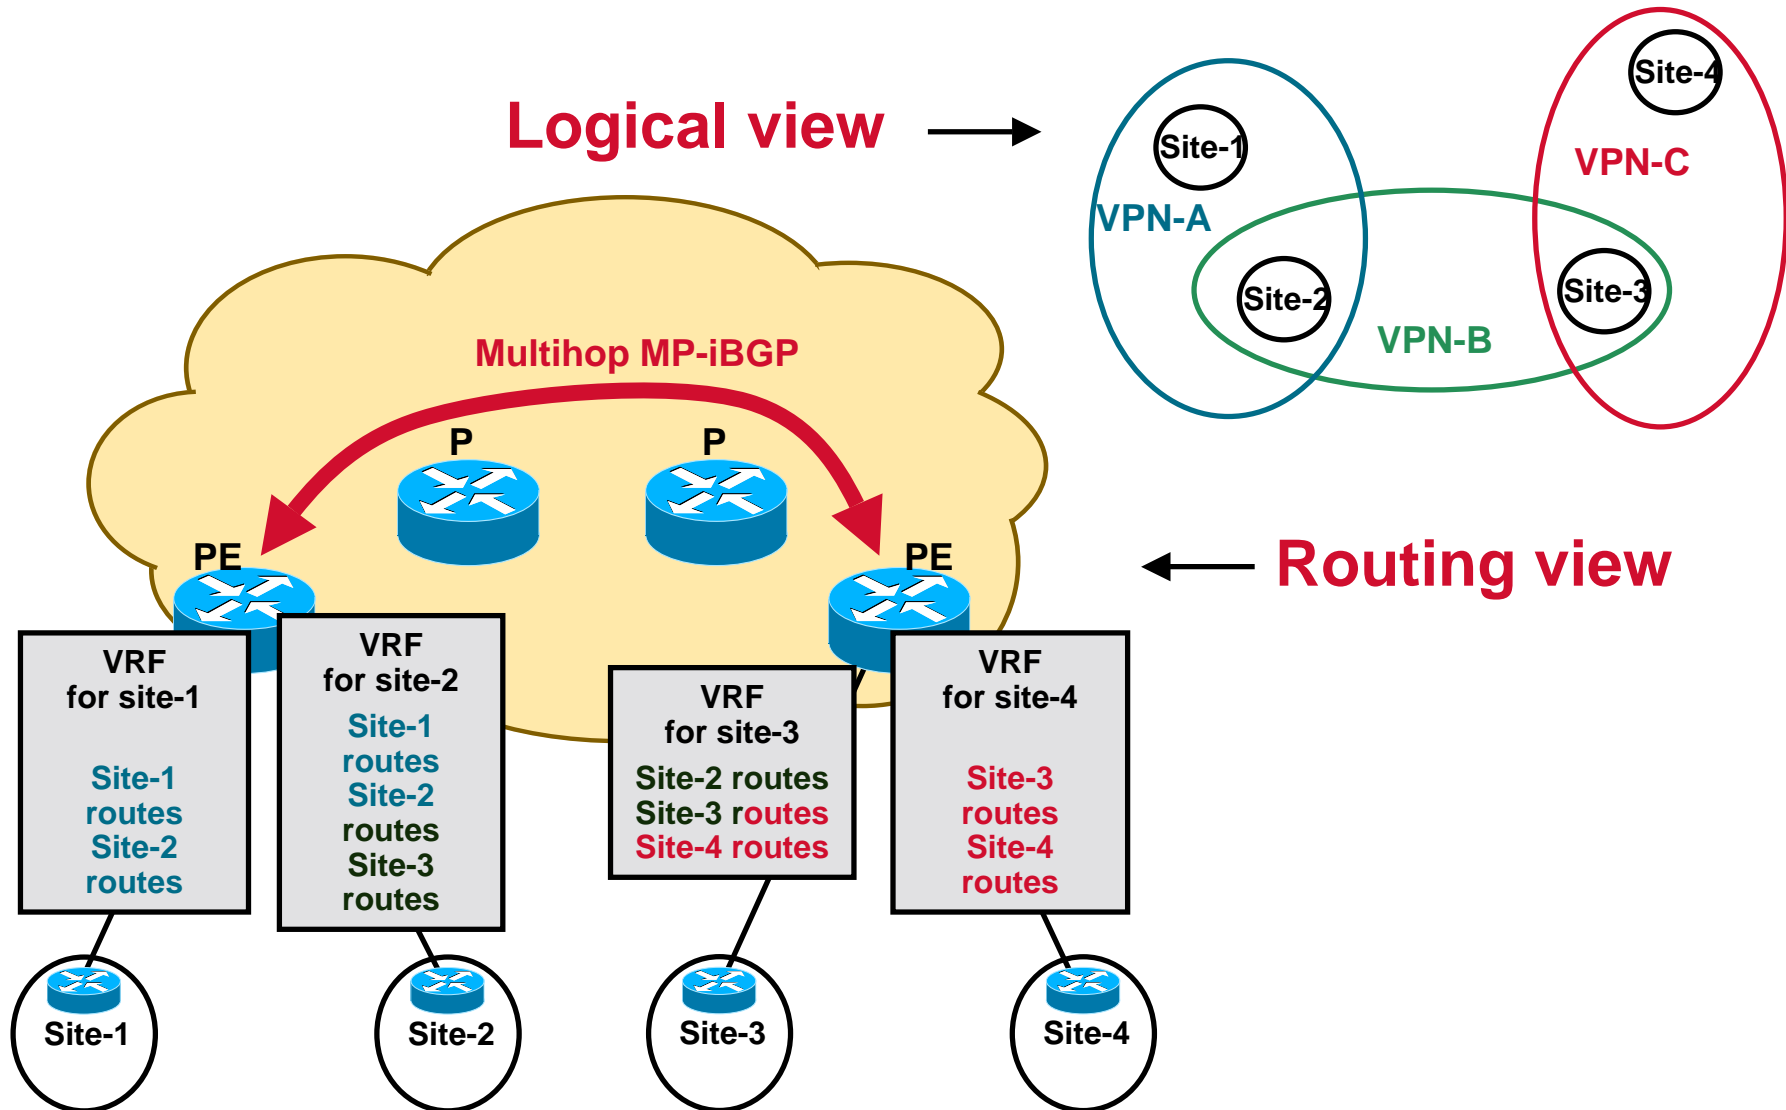 Logical view
Site-4
Site-1
VPN-C
VPN-A
Site-2
Site-3
VPN-B
Multihop MP-iBGP
P
P
PE
PE
Routing view
VRF
for site-1
Site-1
routes
Site-2
routes
VRF
for site-2
Site-1
routes
Site-2
routes
Site-3
routes
VRF
for site-3
Site-2 routes
Site-3 routes
Site-4 routes
VRF
for site-4
Site-3
routes
Site-4
routes
Site-1
Site-2
Site-3
Site-4